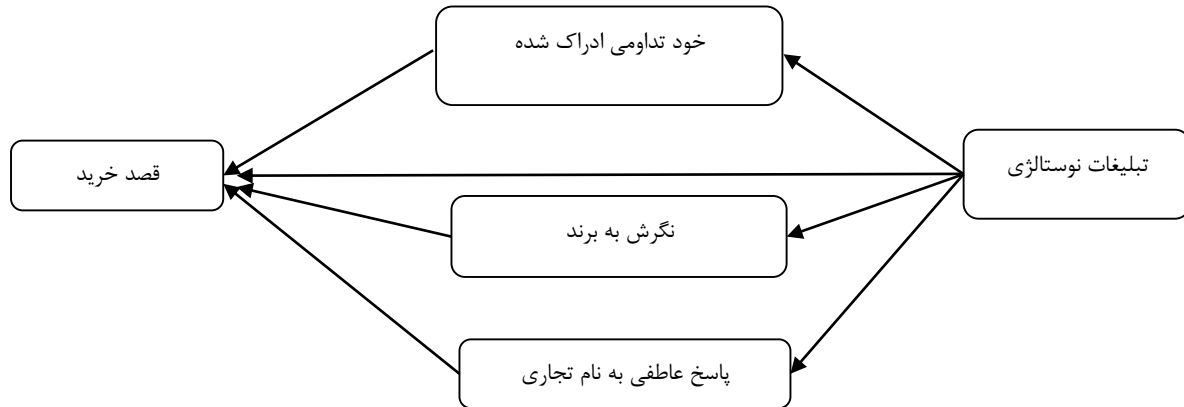 خود تداومی ادراک شده
تبلیغات نوستالژی
قصد خرید
نگرش به برند
پاسخ عاطفی به نام تجاری